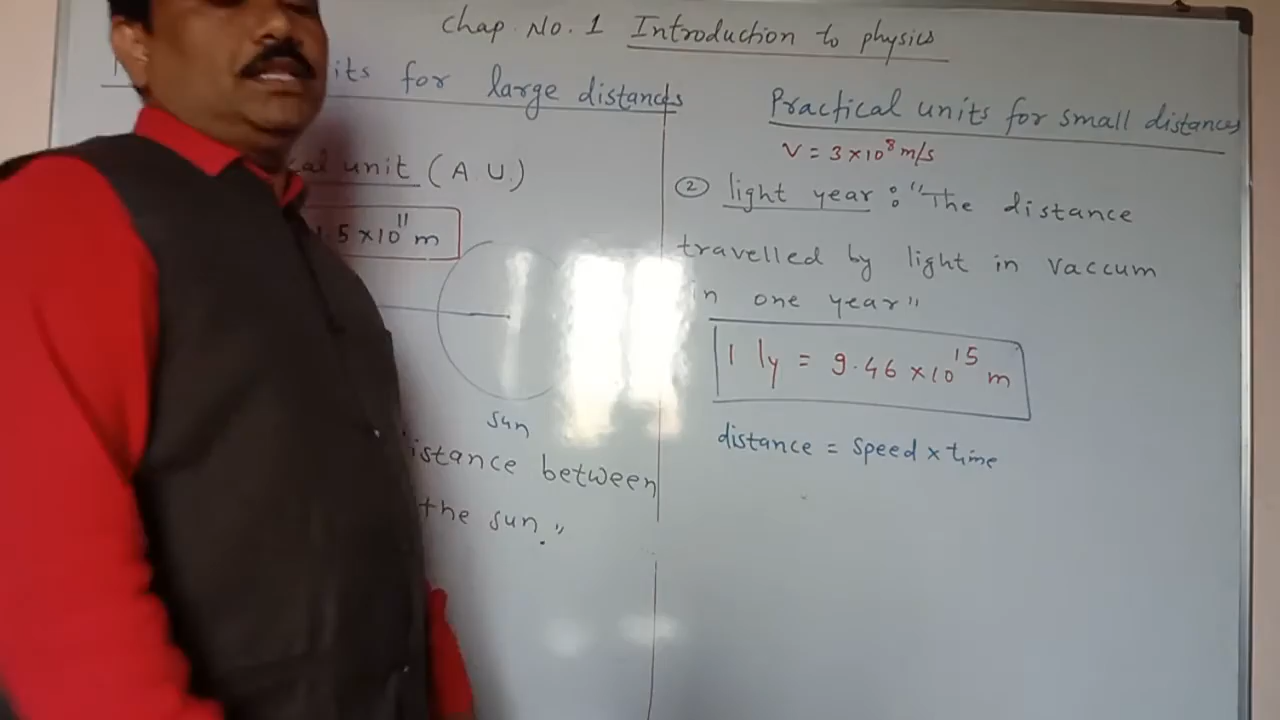 Chap. No. 1 Introduction to physics
for large distances
unit (A.U.)
5 × 10¹¹ m
sun
istance between
the sun."
Practical units for small distances
V = 3×10⁸ m/s
② light year : "The distance
travelled by light in vaccum
in one year"
1 ly = 9.46 × 10¹⁵ m
distance = speed × time